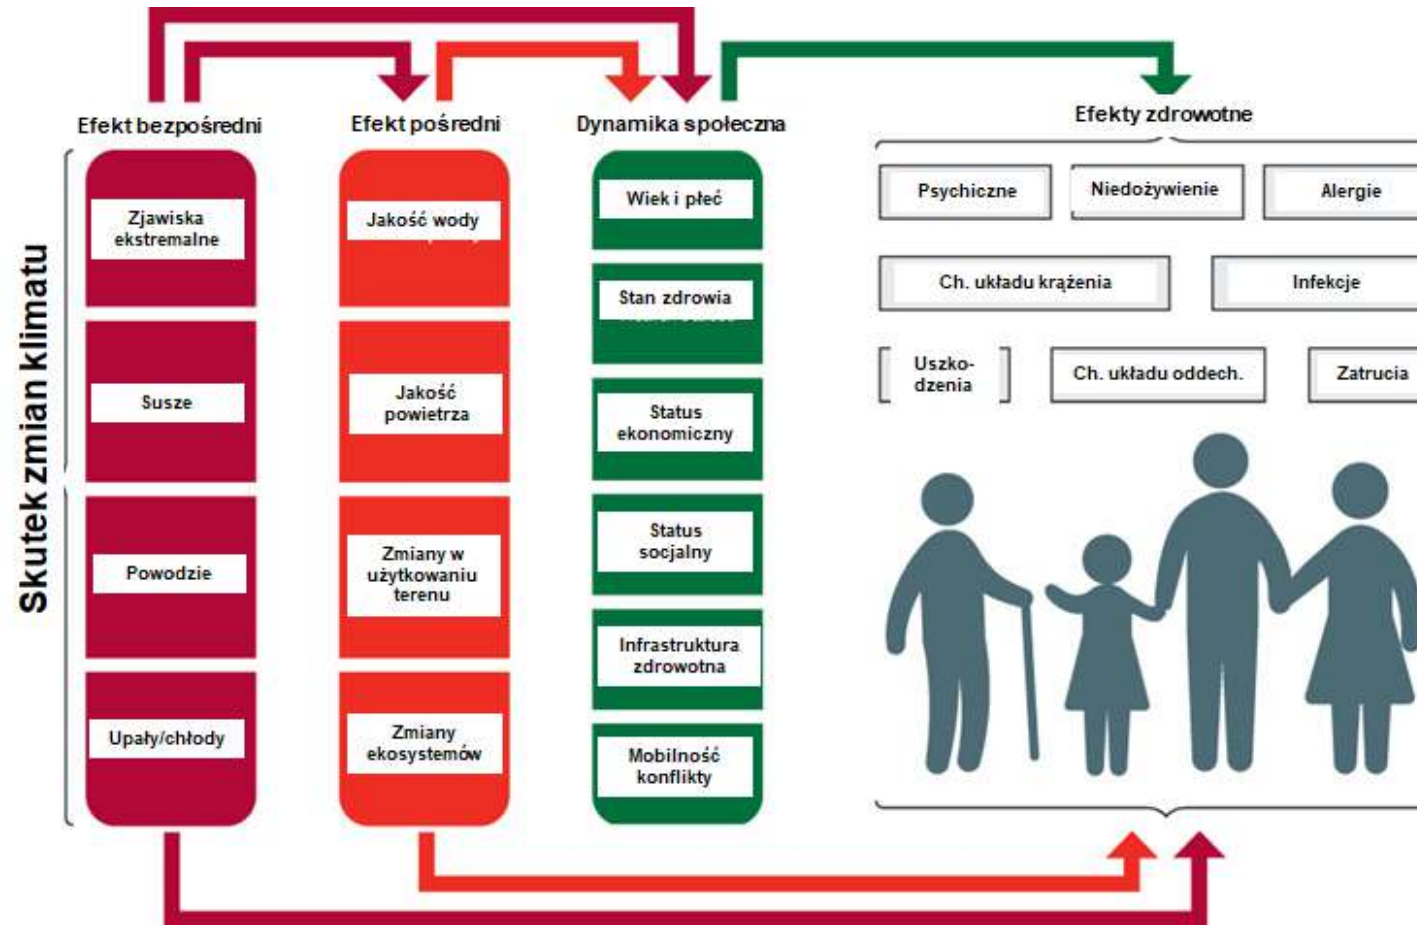 Efekt bezpośredni
Efekt pośredni
Dynamika społeczna
Efekty zdrowotne
Skutek zmian klimatu
Zjawiska
ekstremalne
Susze
Powodzie
Upały/chłody
Jakość wody
Jakość
powietrza
Zmiany w
użytkowaniu
terenu
Zmiany
ekosystemów
Wiek i płeć
Stan zdrowia
Status
ekonomiczny
Status
socjalny
Infrastruktura
zdrowotna
Mobilność
konflikty
Psychiczne
Niedożywienie
Alergie
Ch. układu krążenia
Infekcje
Uszko-
dzenia
Ch. układu oddech.
Zatrucia